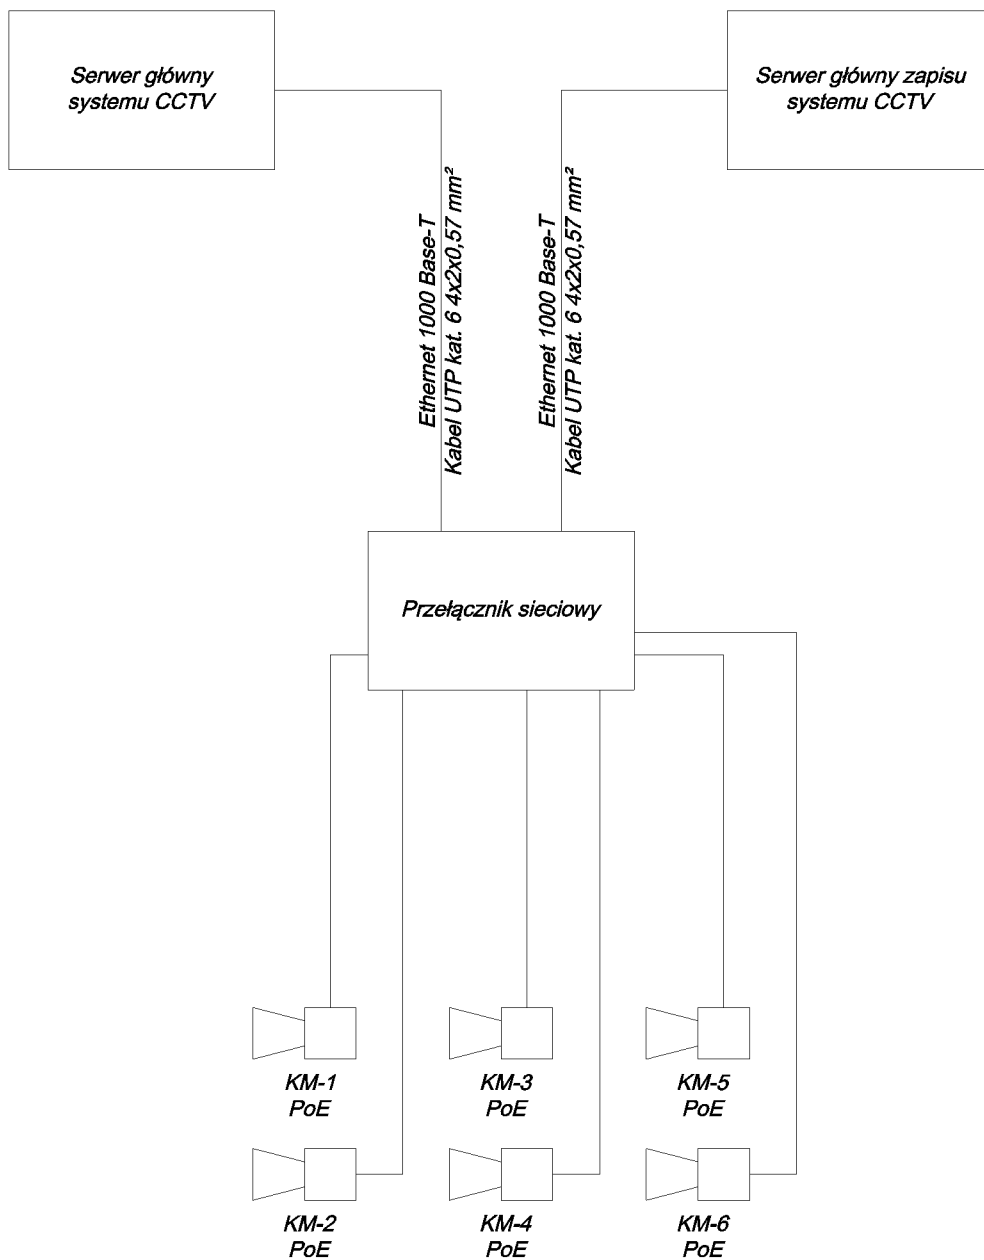 Serwer główny
systemu CCTV
Serwer główny zapisu
systemu CCTV
Ethernet 1000 Base-T
Kabel UTP kat. 6 4x2x0,57 mm²
Ethernet 1000 Base-T
Kabel UTP kat. 6 4x2x0,57 mm²
Przełącznik sieciowy
KM-1
PoE
KM-3
PoE
KM-5
PoE
KM-2
PoE
KM-4
PoE
KM-6
PoE